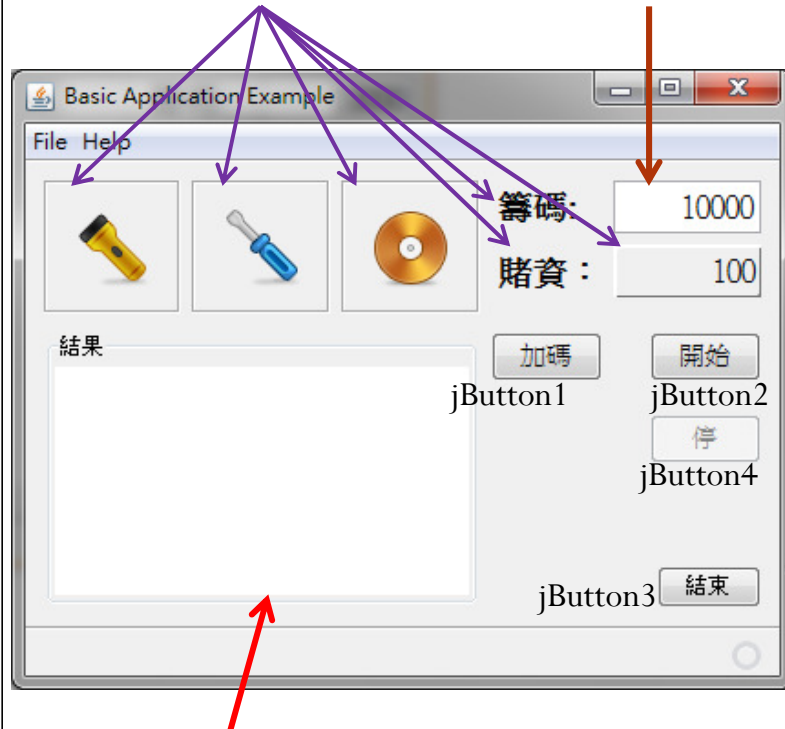 Basic Application Example
File Help
籌碼: 10000
賭資： 100
結果
加碼 開始
jButton1 jButton2
停
jButton4
jButton3 結束